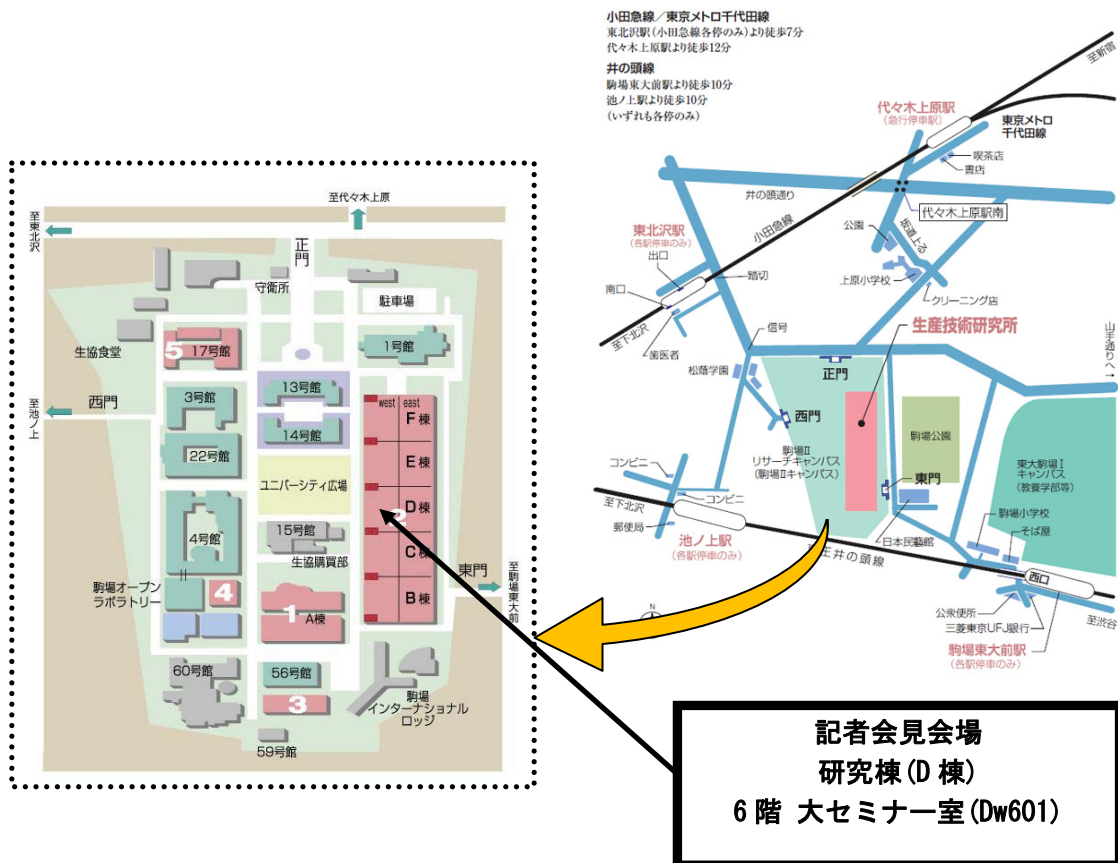 小田急線／東京メトロ千代田線
東北沢駅(小田急線各停のみ)より徒歩7分
代々木上原駅より徒歩12分
井の頭線
駒場東大前駅より徒歩10分
池ノ上駅より徒歩10分
(いずれも各停のみ)
至新宿
代々木上原駅
(急行停車駅)
東京メトロ
千代田線
喫茶店
書店
井の頭通り
代々木上原駅南
小田急線
公園
坂道上る
東北沢駅
(各駅停車のみ)
出口
踏切
上原小学校
南口
クリーニング店
至下北沢
歯医者
信号
生産技術研究所
山手通りへ→
松蔭学園
正門
西門
駒場公園
駒場Ⅱ
リサーチキャンパス
(駒場Ⅱキャンパス)
東大駒場Ⅰ
キャンパス
(教養学部等)
コンビニ
東門
コンビニ
至下北沢
駒場小学校
郵便局
そば屋
日本民藝館
池ノ上駅
(各駅停車のみ)
王井の頭線
西口
公衆便所
至渋谷
三菱東京UFJ銀行
駒場東大前駅
(各駅停車のみ)
N
至代々木上原
至東北沢
正門
守衛所
駐車場
生協食堂
5 17号館
1号館
至池ノ上
西門
3号館
13号館
west east
F棟
14号館
22号館
E棟
ユニバーシティ広場
D棟
2
4号館
15号館
C棟
生協購買部
東門
至駒場東大前
駒場オープン
ラボラトリー
4
1
A棟
B棟
60号館
56号館
3
駒場
インターナショナル
ロッジ
59号館
記者会見会場
研究棟(D棟)
6階 大セミナー室(Dw601)